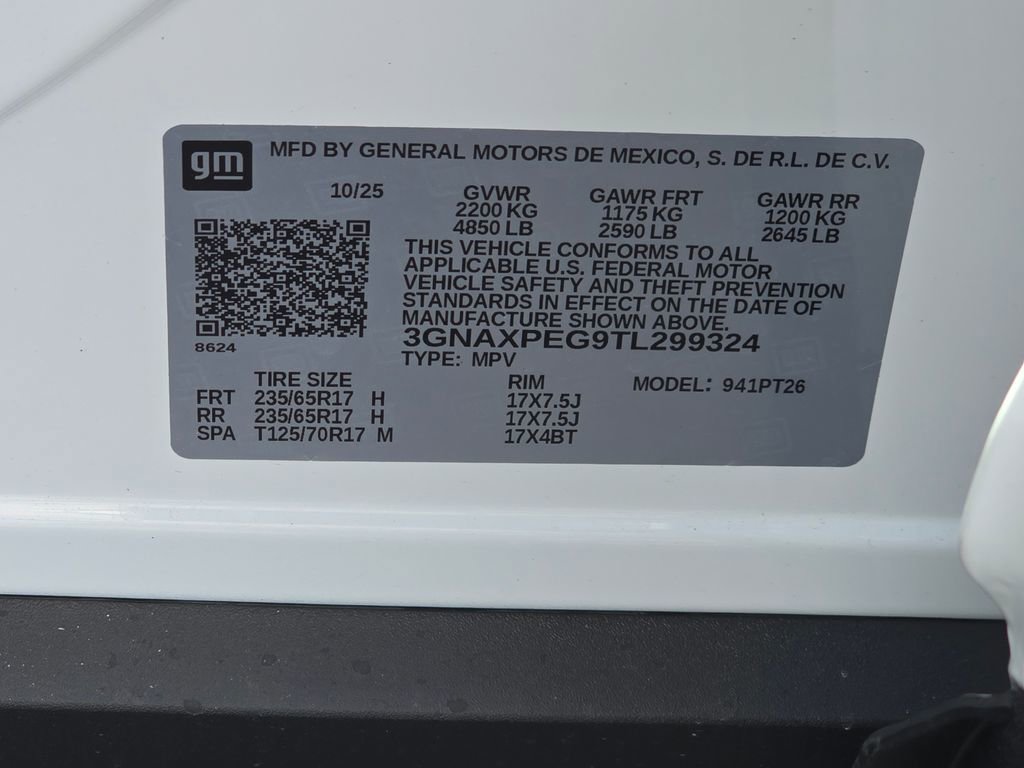 gm MFD BY GENERAL MOTORS DE MEXICO, S. DE R.L. DE C.V.
10/25 GVWR GAWR FRT GAWR RR
2200 KG 1175 KG 1200 KG
4850 LB 2590 LB 2645 LB
THIS VEHICLE CONFORMS TO ALL
APPLICABLE U.S. FEDERAL MOTOR
VEHICLE SAFETY AND THEFT PREVENTION
STANDARDS IN EFFECT ON THE DATE OF
MANUFACTURE SHOWN ABOVE.
3GNAXPEG9TL299324
8624
TYPE: MPV
TIRE SIZE RIM MODEL: 941PT26
FRT 235/65R17 H 17X7.5J
RR 235/65R17 H 17X7.5J
SPA T125/70R17 M 17X4BT